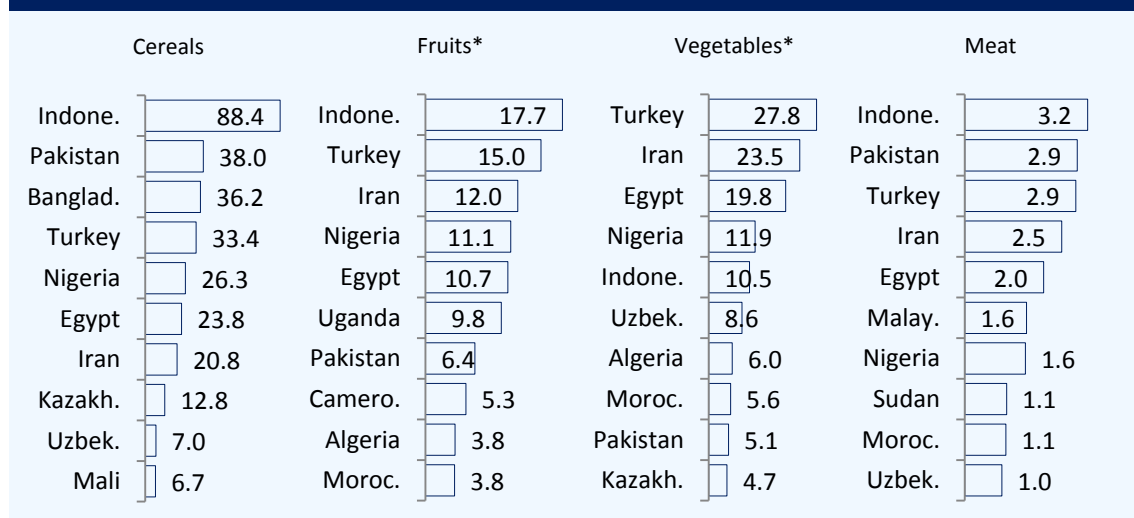 Cereals
Indone. 88.4
Pakistan 38.0
Banglad. 36.2
Turkey 33.4
Nigeria 26.3
Egypt 23.8
Iran 20.8
Kazakh. 12.8
Uzbek. 7.0
Mali 6.7
Fruits*
Indone. 17.7
Turkey 15.0
Iran 12.0
Nigeria 11.1
Egypt 10.7
Uganda 9.8
Pakistan 6.4
Camero. 5.3
Algeria 3.8
Moroc. 3.8
Vegetables*
Turkey 27.8
Iran 23.5
Egypt 19.8
Nigeria 11.9
Indone. 10.5
Uzbek. 8.6
Algeria 6.0
Moroc. 5.6
Pakistan 5.1
Kazakh. 4.7
Meat
Indone. 3.2
Pakistan 2.9
Turkey 2.9
Iran 2.5
Egypt 2.0
Malay. 1.6
Nigeria 1.6
Sudan 1.1
Moroc. 1.1
Uzbek. 1.0